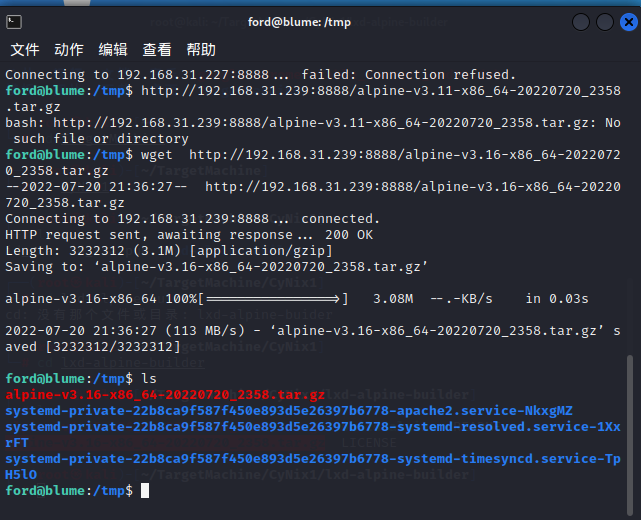 ford@blume: /tmp
文件 动作 编辑 查看 帮助
Connecting to 192.168.31.227:8888... failed: Connection refused.
ford@blume:/tmp$ http://192.168.31.239:8888/alpine-v3.11-x86_64-20220720_2358
.tar.gz
bash: http://192.168.31.239:8888/alpine-v3.11-x86_64-20220720_2358.tar.gz: No
 such file or directory
ford@blume:/tmp$ wget  http://192.168.31.239:8888/alpine-v3.16-x86_64-2022072
0_2358.tar.gz
--2022-07-20 21:36:27--  http://192.168.31.239:8888/alpine-v3.16-x86_64-20220
720_2358.tar.gz
Connecting to 192.168.31.239:8888... connected.
HTTP request sent, awaiting response... 200 OK
Length: 3232312 (3.1M) [application/gzip]
Saving to: ‘alpine-v3.16-x86_64-20220720_2358.tar.gz’
alpine-v3.16-x86_64 100%[===================>]   3.08M  --.-KB/s    in 0.03s
2022-07-20 21:36:27 (113 MB/s) - ‘alpine-v3.16-x86_64-20220720_2358.tar.gz’ s
aved [3232312/3232312]
ford@blume:/tmp$ ls
alpine-v3.16-x86_64-20220720_2358.tar.gz
systemd-private-22b8ca9f587f450e893d5e26397b6778-apache2.service-NkxgMZ
systemd-private-22b8ca9f587f450e893d5e26397b6778-systemd-resolved.service-1Xx
rFT
systemd-private-22b8ca9f587f450e893d5e26397b6778-systemd-timesyncd.service-Tp
H5lO
ford@blume:/tmp$